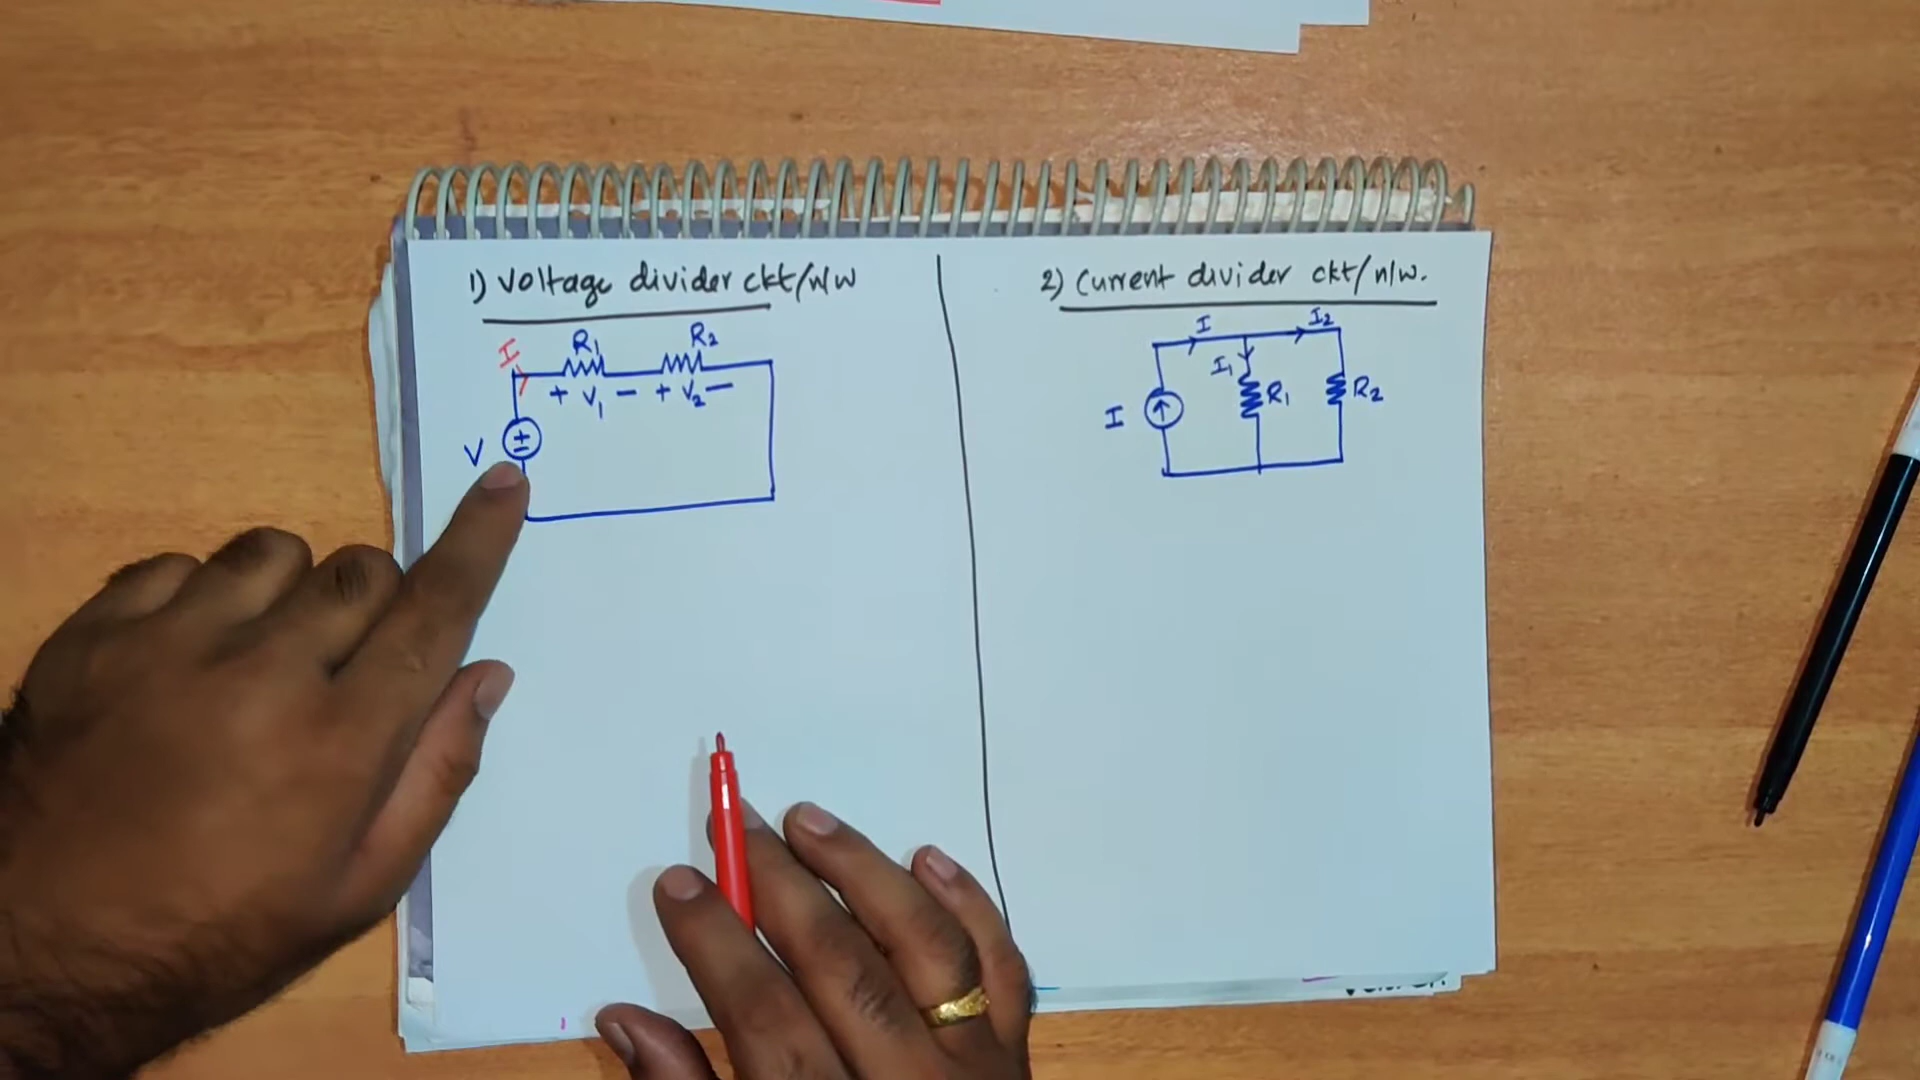 1) Voltage divider ckt/n/w
I
R1
R2
+ V1 - + V2 -
V
2) Current divider ckt/n/w.
I
I2
I1
R1
R2
I